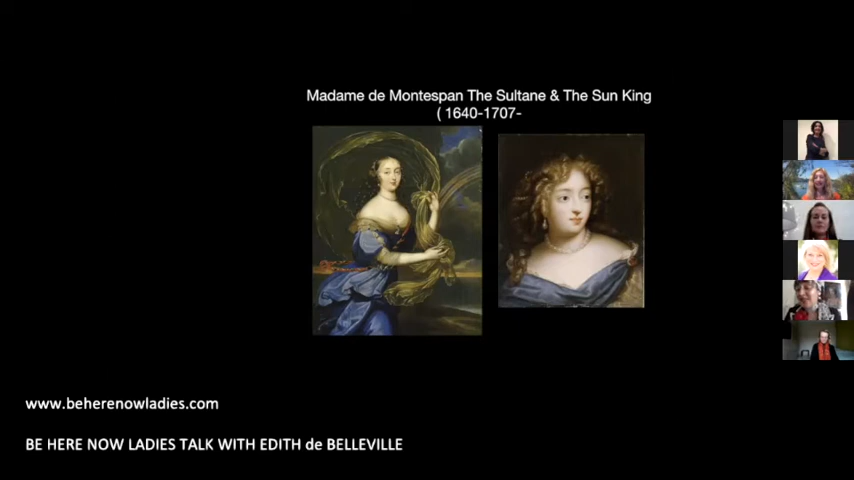 Madame de Montespan The Sultane & The Sun King
( 1640-1707-
www.beherenowladies.com
BE HERE NOW LADIES TALK WITH EDITH de BELLEVILLE